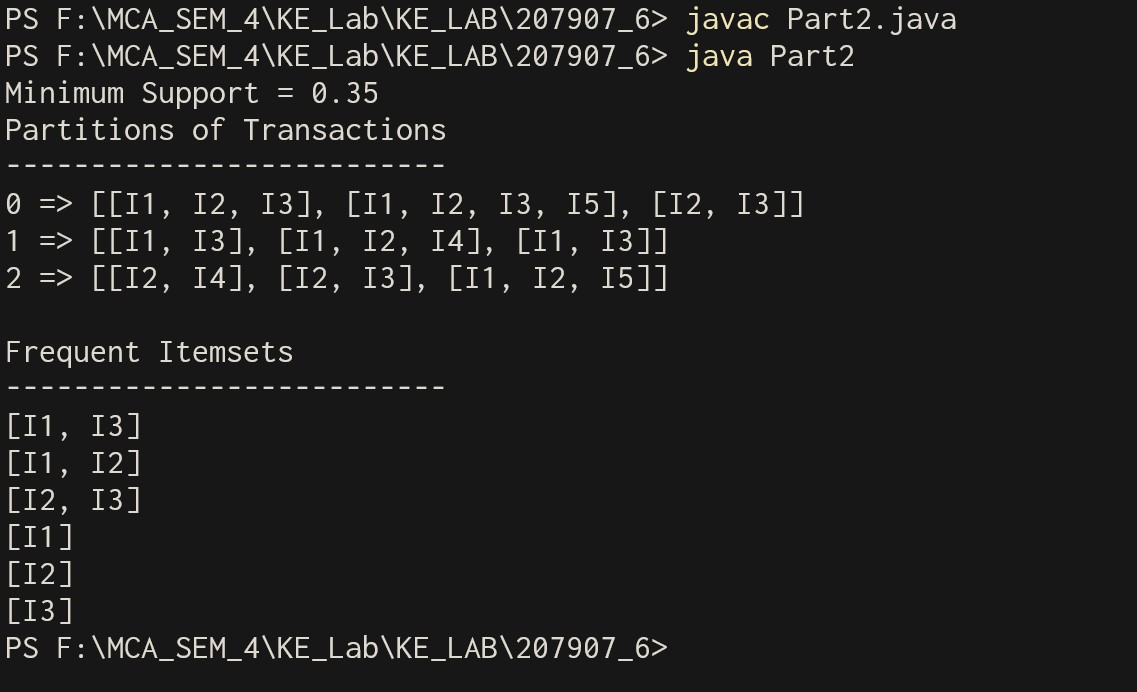 PS F:\MCA_SEM_4\KE_Lab\KE_LAB\207907_6> javac Part2.java
PS F:\MCA_SEM_4\KE_Lab\KE_LAB\207907_6> java Part2
Minimum Support = 0.35
Partitions of Transactions
--------------------------
0 => [[I1, I2, I3], [I1, I2, I3, I5], [I2, I3]]
1 => [[I1, I3], [I1, I2, I4], [I1, I3]]
2 => [[I2, I4], [I2, I3], [I1, I2, I5]]

Frequent Itemsets
--------------------------
[I1, I3]
[I1, I2]
[I2, I3]
[I1]
[I2]
[I3]
PS F:\MCA_SEM_4\KE_Lab\KE_LAB\207907_6>